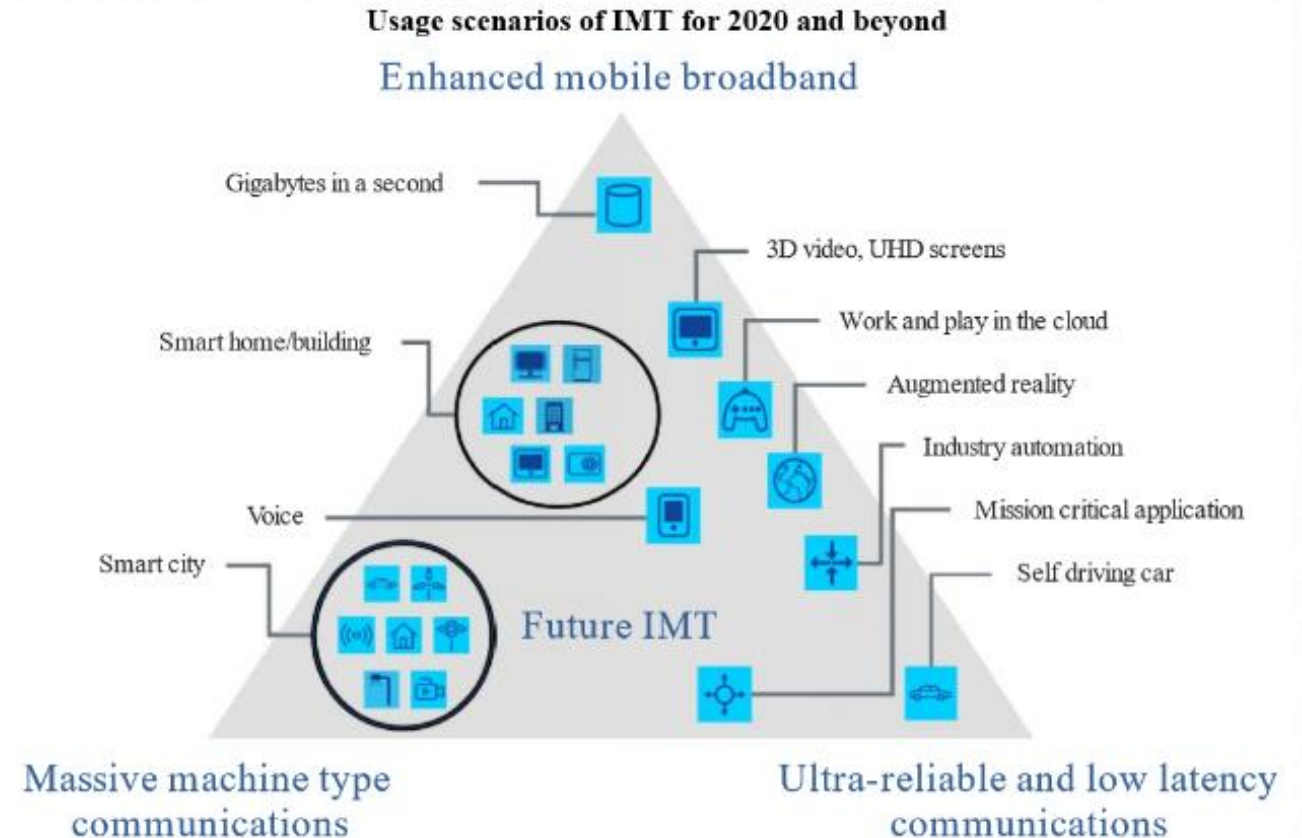 Usage scenarios of IMT for 2020 and beyond
Enhanced mobile broadband
Gigabytes in a second
3D video, UHD screens
Smart home/building
Work and play in the cloud
Augmented reality
Industry automation
Voice
Mission critical application
Smart city
Self driving car
Future IMT
Massive machine type
communications
Ultra-reliable and low latency
communications